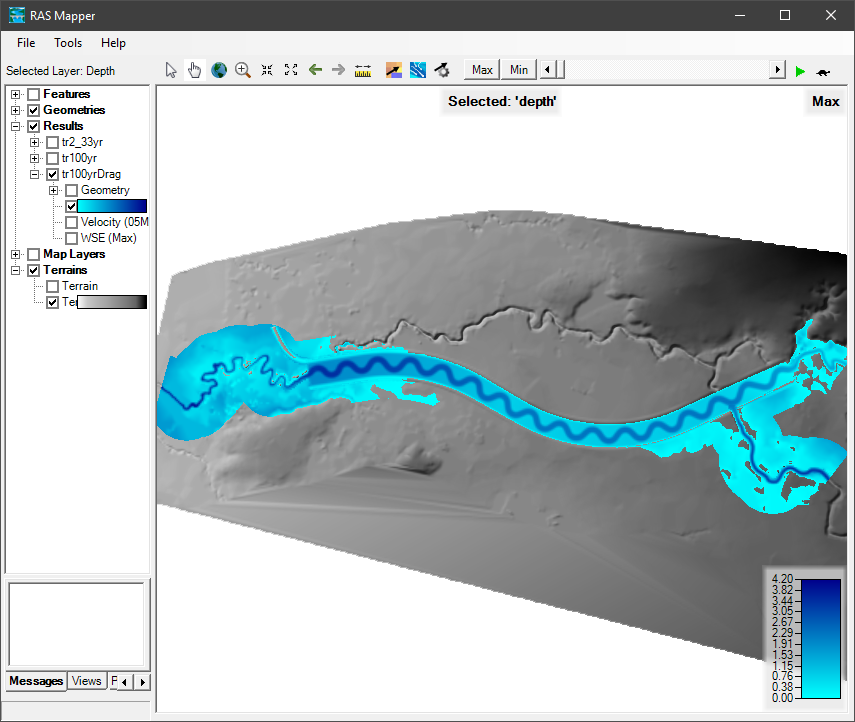 RAS Mapper
File Tools Help
Selected Layer: Depth
Max Min
Features
Geometries
Results
tr2_33yr
tr100yr
tr100yrDrag
Geometry
Velocity (05M
WSE (Max)
Map Layers
Terrains
Terrain
Te
Messages Views P
Selected: 'depth'
Max
4.20
3.82
3.44
3.05
2.67
2.29
1.91
1.53
1.15
0.76
0.38
0.00